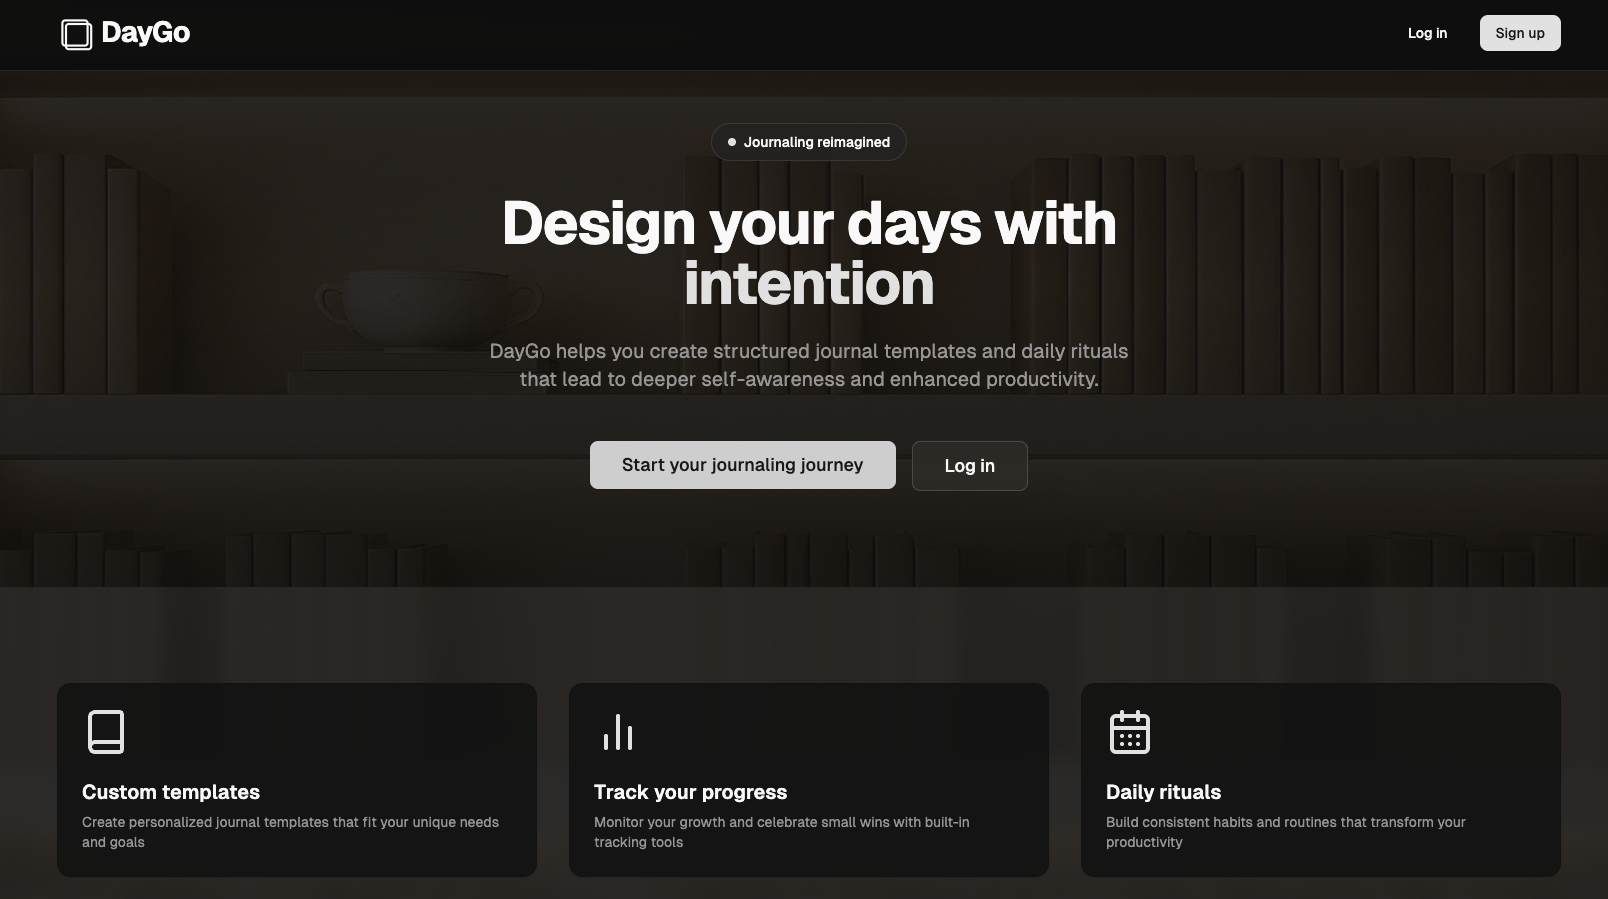 DayGo
Log in
Sign up
Journaling reimagined
Design your days with
intention
DayGo helps you create structured journal templates and daily rituals
that lead to deeper self-awareness and enhanced productivity.
Start your journaling journey
Log in
Custom templates
Create personalized journal templates that fit your unique needs
and goals
Track your progress
Monitor your growth and celebrate small wins with built-in
tracking tools
Daily rituals
Build consistent habits and routines that transform your
productivity